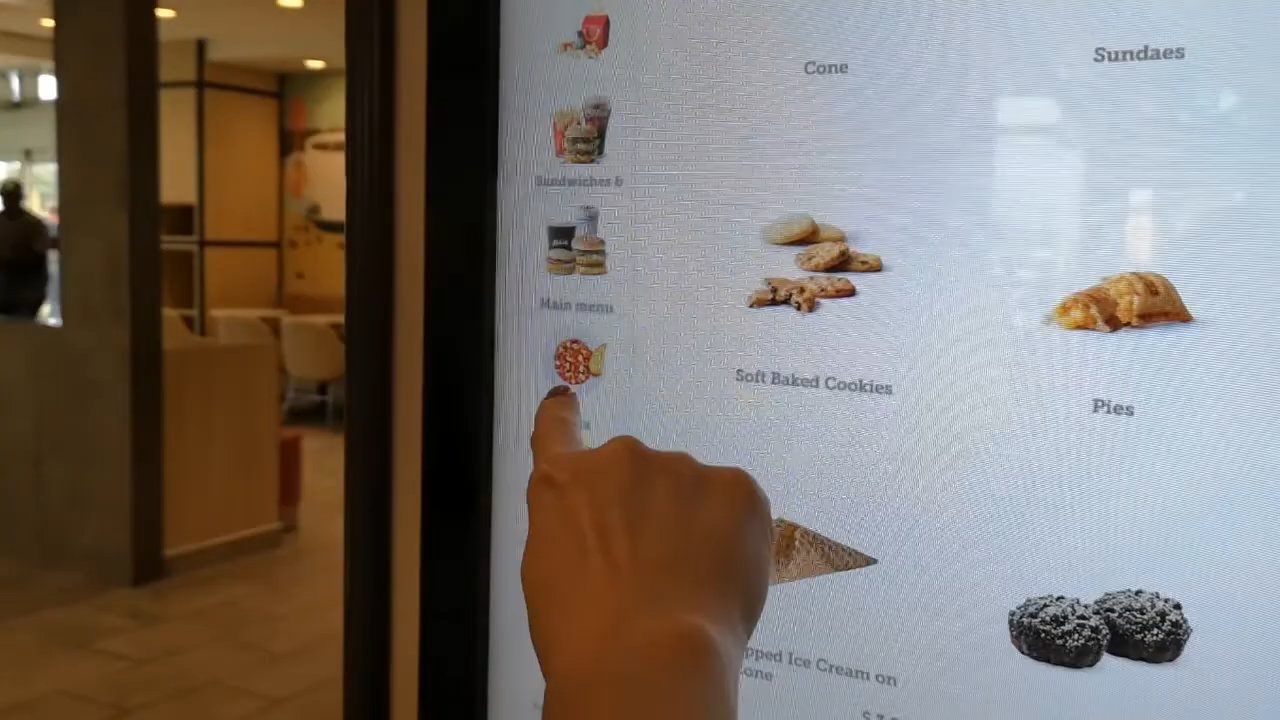 Cone
Sundaes
Sandwiches &
Main menu
Soft Baked Cookies
Pies
pped Ice Cream on
one